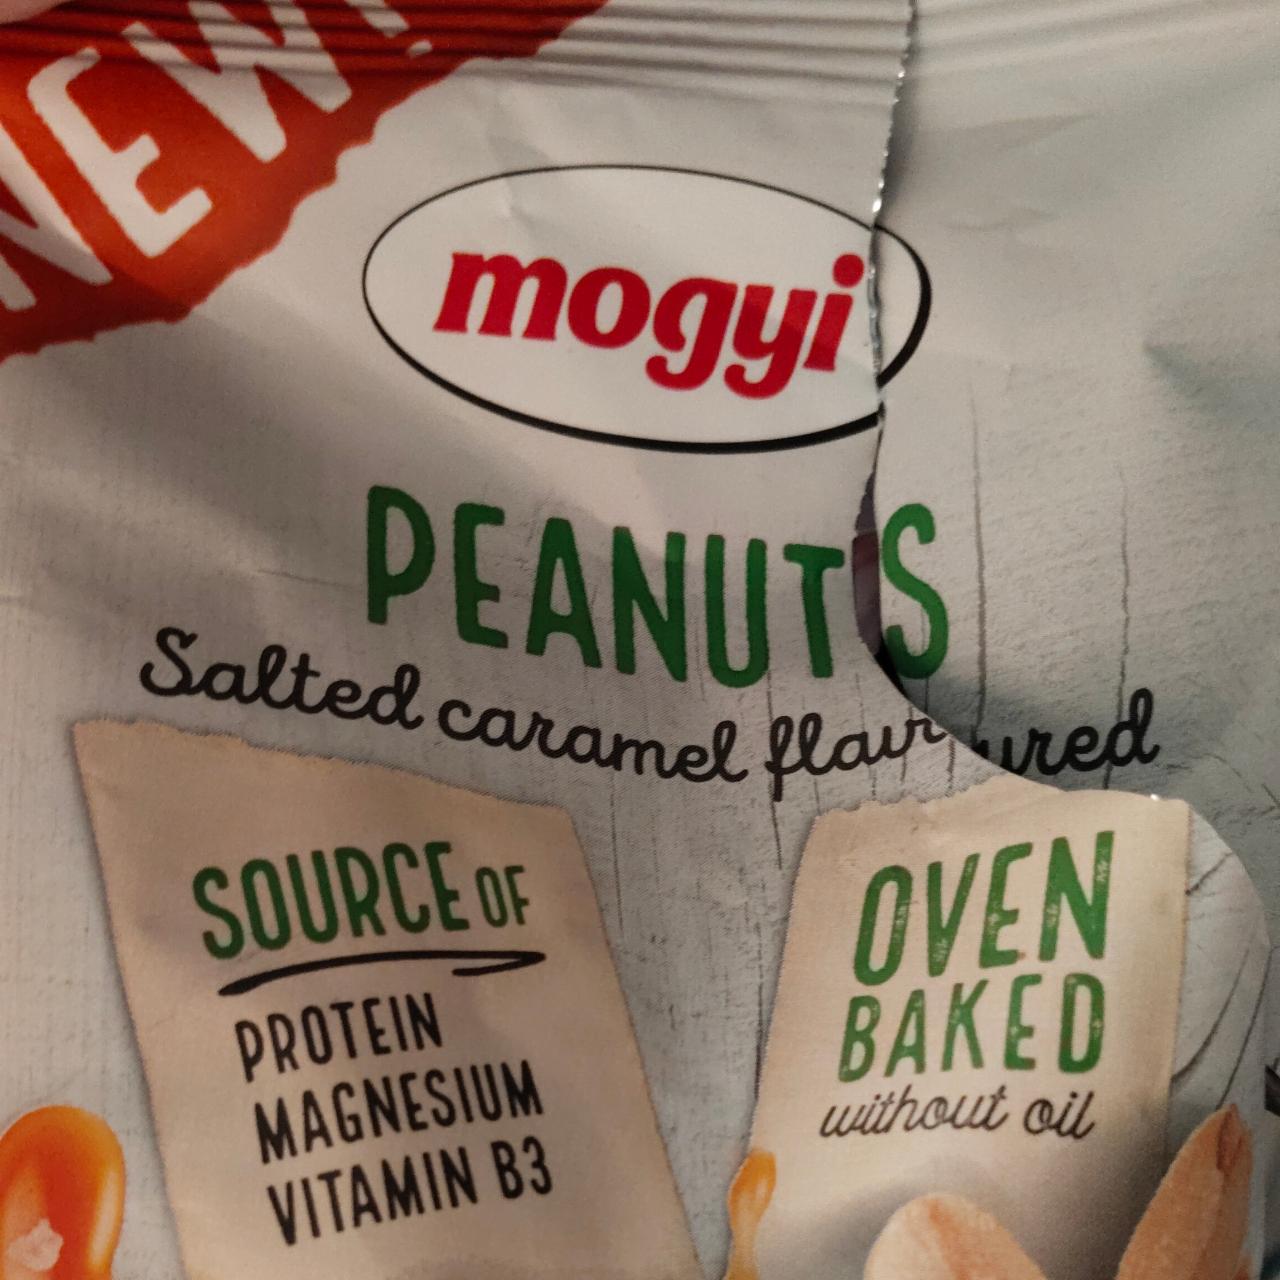 NEW!
mogyi
PEANUTS
Salted caramel flavoured
SOURCE OF
PROTEIN
MAGNESIUM
VITAMIN B3
OVEN
BAKED
without oil